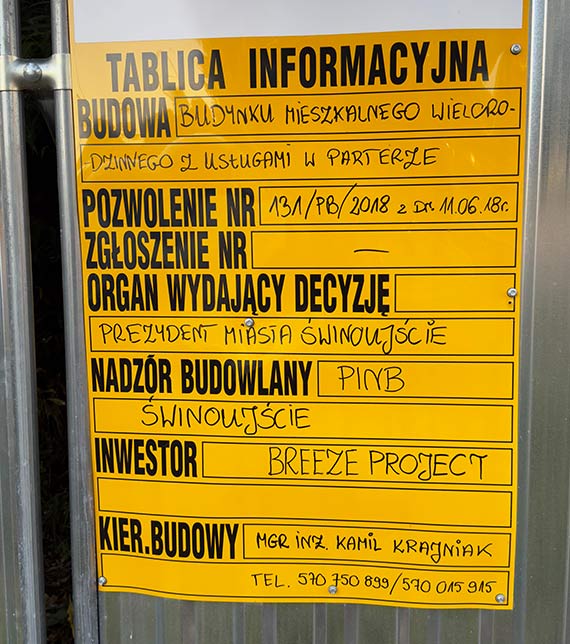 TABLICA INFORMACYJNA
BUDOWA BUDYNKU MIESZKALNEGO WIELORO-
-DZINNEGO Z USŁUGAMI W PARTERZE
POZWOLENIE NR 131/PB/2018 z Dn. 11.06.18r.
ZGŁOSZENIE NR —
ORGAN WYDAJĄCY DECYZJĘ
PREZYDENT MIASTA ŚWINOUJŚCIE
NADZÓR BUDOWLANY PINB
ŚWINOUJŚCIE
INWESTOR BREEZE PROJECT
KIER.BUDOWY MGR INŻ. KAMIL KRAJNIAK
TEL. 570 750 899/570 015 915